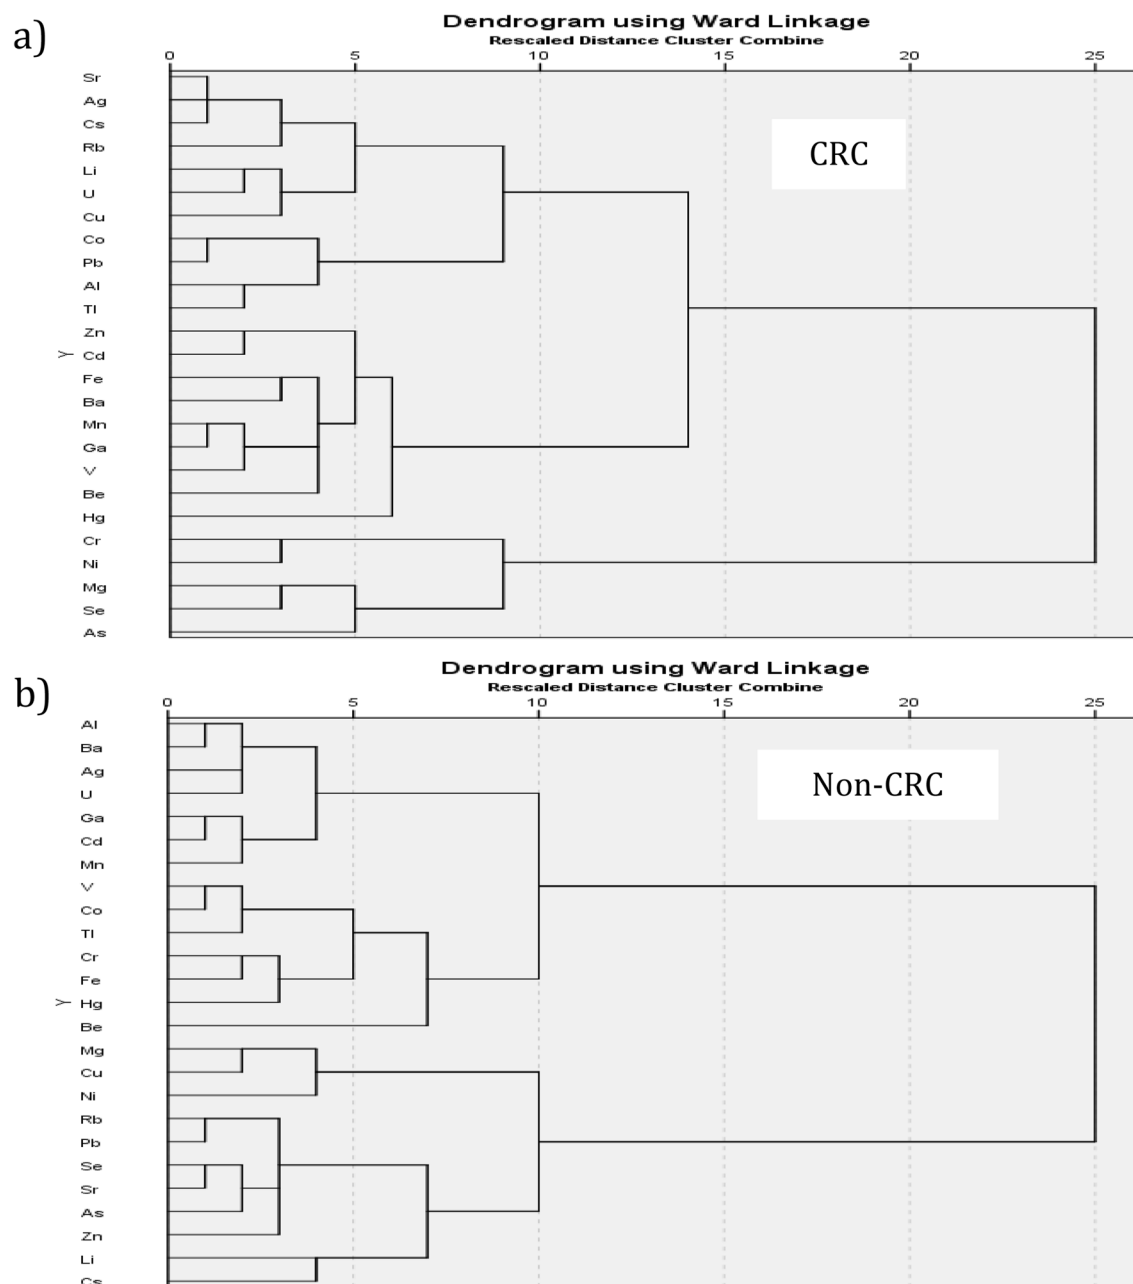 a)
Dendrogram using Ward Linkage
Rescaled Distance Cluster Combine
0 5 10 15 20 25
CRC
Sr
Ag
Cs
Rb
Li
U
Cu
Co
Pb
Al
Tl
Zn
Y Cd
Fe
Ba
Mn
Ga
V
Be
Hg
Cr
Ni
Mg
Se
As
b)
Dendrogram using Ward Linkage
Rescaled Distance Cluster Combine
0 5 10 15 20 25
Non-CRC
Al
Ba
Ag
U
Ga
Cd
Mn
V
Co
Tl
Cr
Fe
Y Hg
Be
Mg
Cu
Ni
Rb
Pb
Se
Sr
As
Zn
Li
Cs